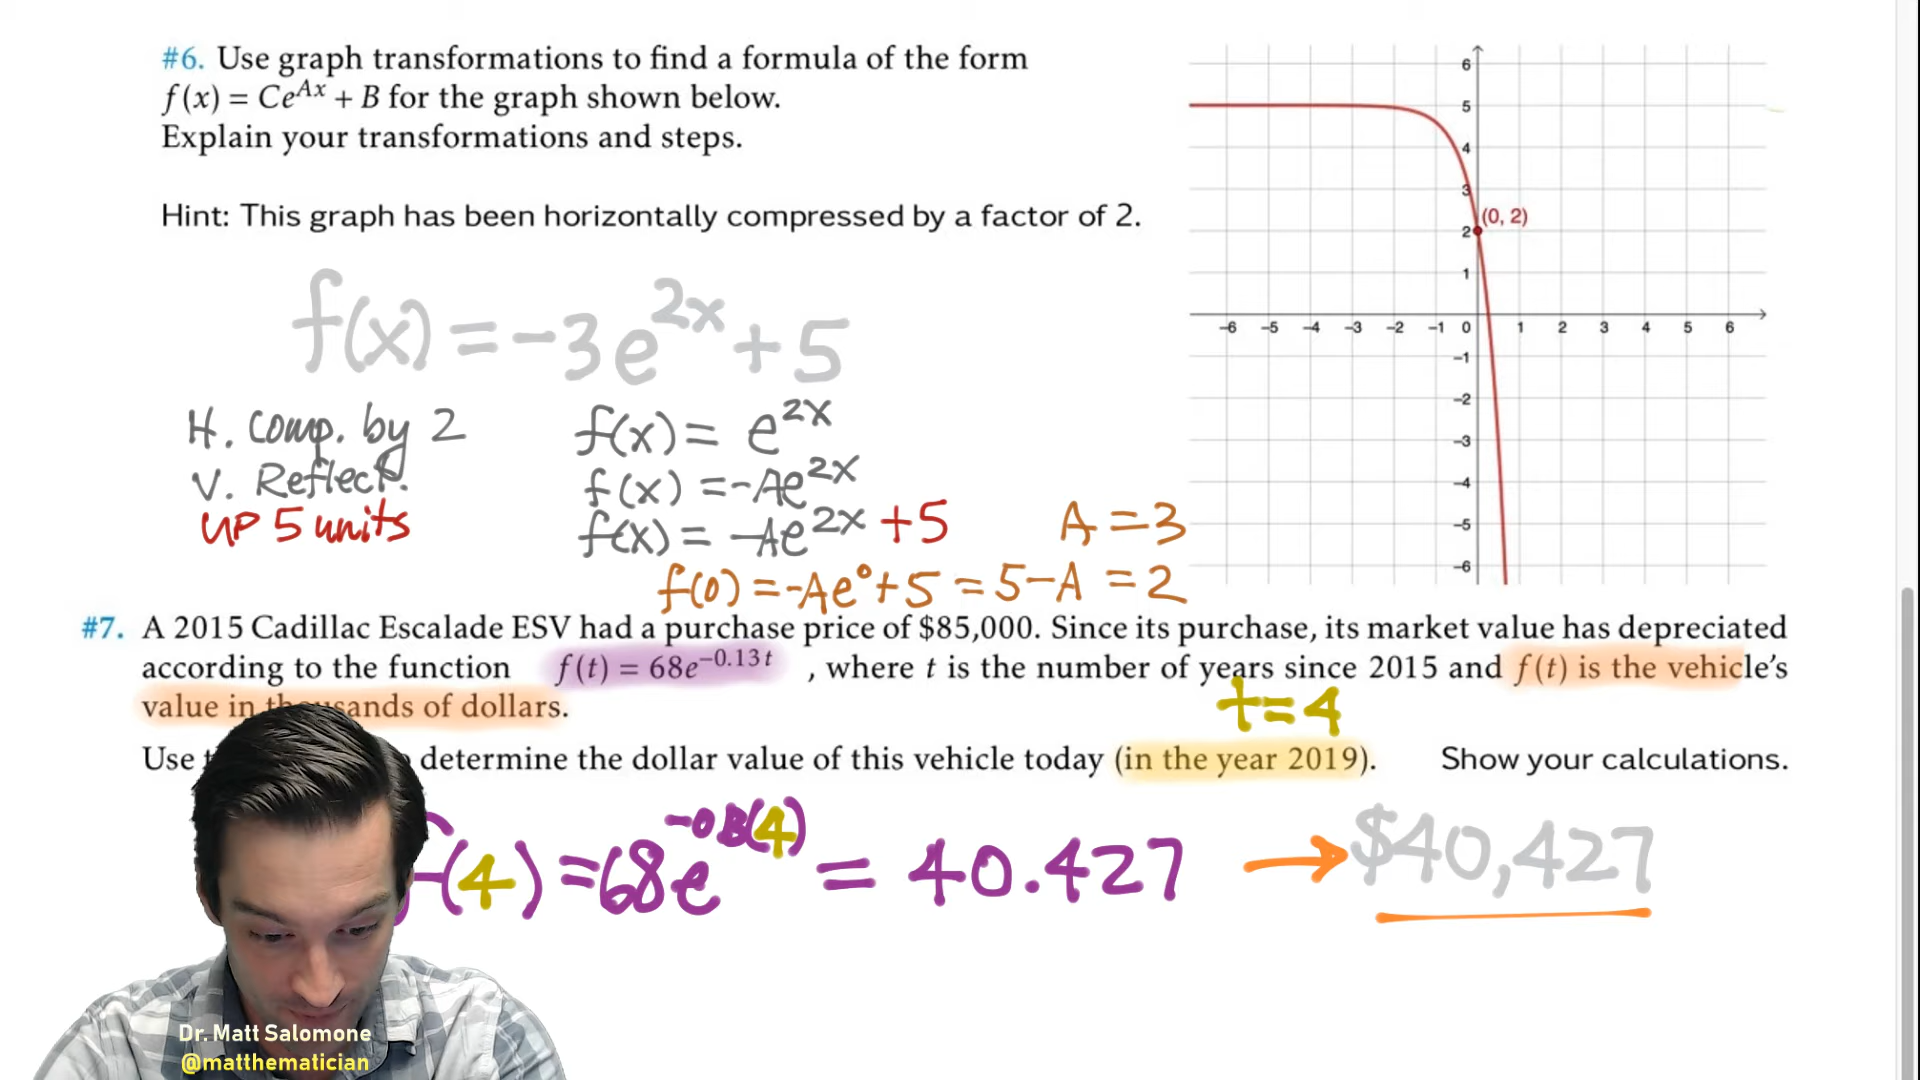 #6. Use graph transformations to find a formula of the form
f(x) = Ce^{Ax} + B for the graph shown below.
Explain your transformations and steps.
Hint: This graph has been horizontally compressed by a factor of 2.
f(x) = -3e^{2x} + 5
H. Comp. by 2
f(x) = e^{2x}
V. Reflect.
f(x) = -Ae^{2x}
UP 5 units
f(x) = -Ae^{2x} + 5
A = 3
f(0) = -Ae^0 + 5 = 5 - A = 2
6
5
4
3
(0, 2)
2
1
-6 -5 -4 -3 -2 -1 0 1 2 3 4 5 6
-1
-2
-3
-4
-5
-6
#7. A 2015 Cadillac Escalade ESV had a purchase price of $85,000. Since its purchase, its market value has depreciated
according to the function f(t) = 68e^{-0.13t} , where t is the number of years since 2015 and f(t) is the vehicle's
value in thousands of dollars.
t=4
Use determine the dollar value of this vehicle today (in the year 2019). Show your calculations.
(4) = 68e^{-0.13(4)} = 40.427 → $40,427
Dr. Matt Salomone
@matthematician